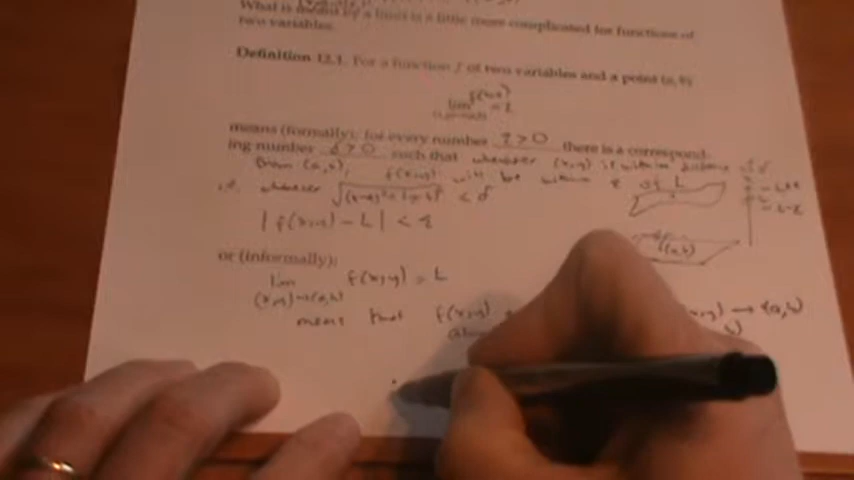 What is meant by a limit is a little more complicated for functions of
two variables.
Definition 12.1. For a function f of two variables and a point (a, b)
lim f(x,y) = L
means (formally): for every number ε > 0 there is a correspond-
ing number δ > 0 such that whenever (x,y) is within distance δ
from (a,b), f(x,y) will be within ε of L
i.e. whenever √(x-a)²+(y-b)² < δ
|f(x,y) - L| < ε
L+ε
L-ε
(a,b)
or (informally):
lim f(x,y) = L
(x,y)→(a,b)
means that f(x,y) (x,y) → (a,b)